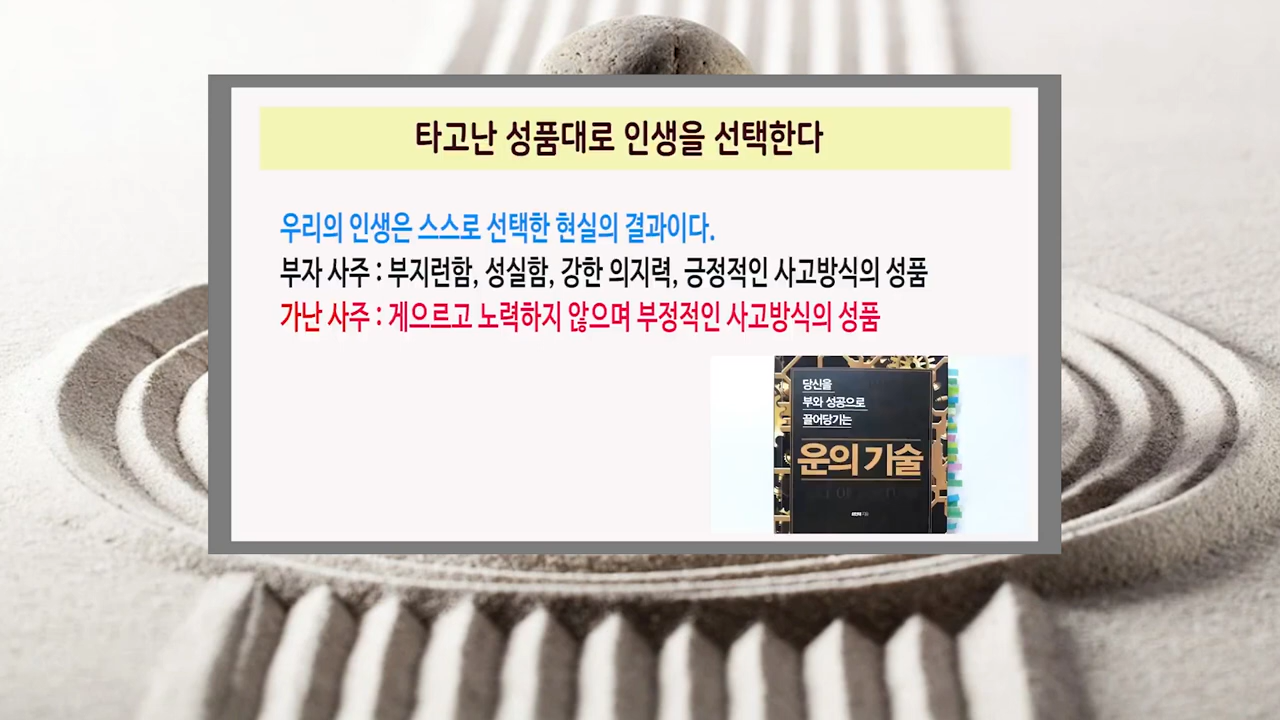 타고난 성품대로 인생을 선택한다
우리의 인생은 스스로 선택한 현실의 결과이다.
부자 사주 : 부지런함, 성실함, 강한 의지력, 긍정적인 사고방식의 성품
가난 사주 : 게으르고 노력하지 않으며 부정적인 사고방식의 성품
당신을
부와 성공으로
끌어당기는
운의 기술